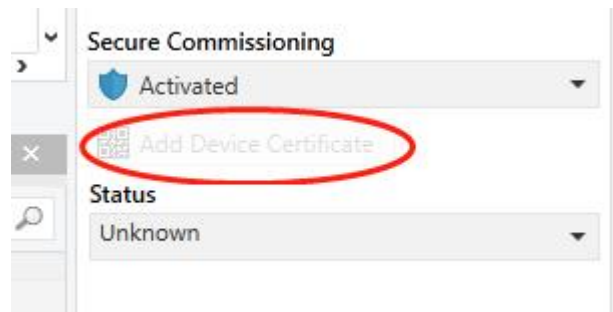 Secure Commissioning
Activated
Add Device Certificate
Status
Unknown